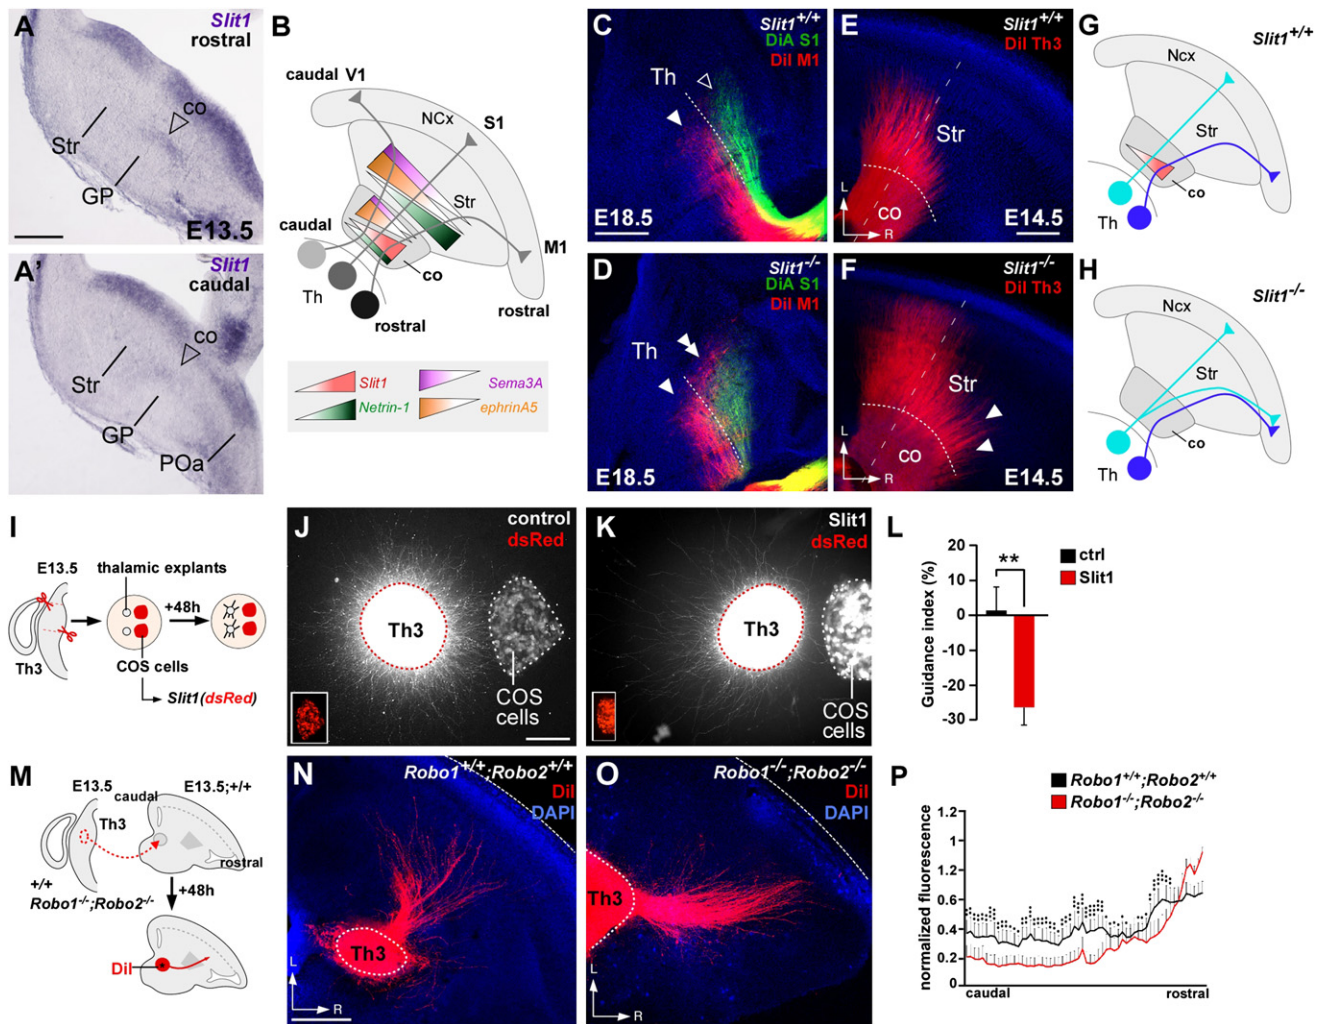 A
Slit1
rostral
co
Str
GP
E13.5
A'
Slit1
caudal
co
Str
GP
POa
B
caudal V1
NCx
S1
Str
caudal
Th
co
M1
rostral
rostral
Slit1
Sema3A
Netrin-1
ephrinA5
C
Slit1+/+
DiA S1
DiI M1
Th
E18.5
D
Slit1-/-
DiA S1
DiI M1
Th
E18.5
E
Slit1+/+
DiI Th3
Str
co
L
R
E14.5
F
Slit1-/-
DiI Th3
Str
co
L
R
E14.5
G
Slit1+/+
Ncx
Str
co
Th
H
Slit1-/-
Ncx
Str
co
Th
I
E13.5
thalamic explants
+48h
Th3
COS cells
Slit1(dsRed)
J
control
dsRed
Th3
COS
cells
K
Slit1
dsRed
Th3
COS
cells
L
Guidance index (%)
20
10
0
-10
-20
-30
**
ctrl
Slit1
M
E13.5
caudal
E13.5;+/+
Th3
rostral
+/+
Robo1-/-;Robo2-/-
+48h
DiI
N
Robo1+/+;Robo2+/+
DiI
DAPI
Th3
L
R
O
Robo1-/-;Robo2-/-
DiI
DAPI
Th3
L
R
P
Robo1+/+;Robo2+/+
Robo1-/-;Robo2-/-
normalized fluorescence
1.2
1
1.2
0.6
0.4
0.2
0
caudal
rostral